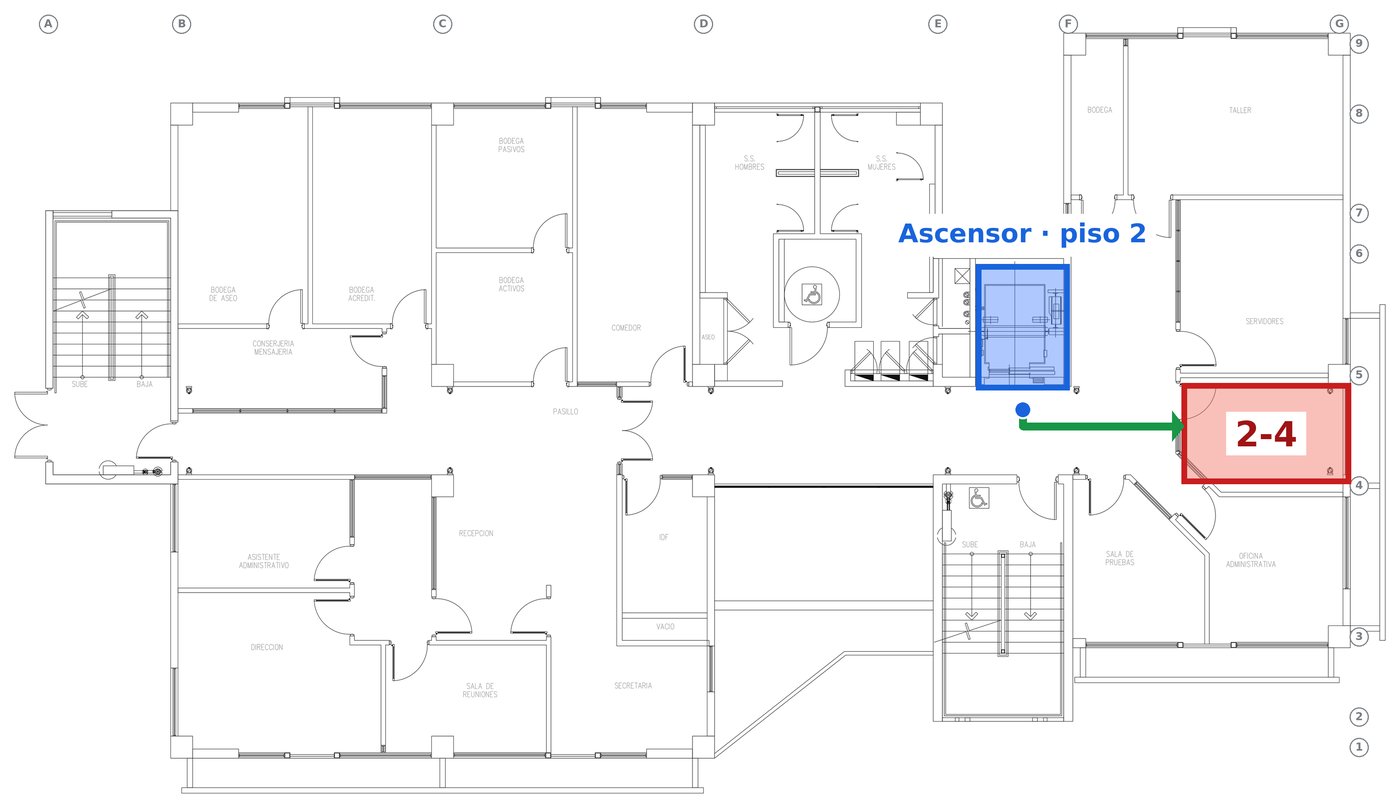 A
B
C
D
E
F
G
9
8
7
6
5
4
3
2
1
BODEGA
TALLER
BODEGA
PASIVOS
S.S.
HOMBRES
S.S.
MUJERES
Ascensor · piso 2
BODEGA
DE ASEO
BODEGA
ACREDIT.
BODEGA
ACTIVOS
COMEDOR
ASEO
SERVIDORES
CONSERJERIA
MENSAJERIA
SUBE
BAJA
PASILLO
2-4
RECEPCION
IDF
SUBE
BAJA
ASISTENTE
ADMINISTRATIVO
SALA DE
PRUEBAS
OFICINA
ADMINISTRATIVA
VACIO
DIRECCION
SALA DE
REUNIONES
SECRETARIA